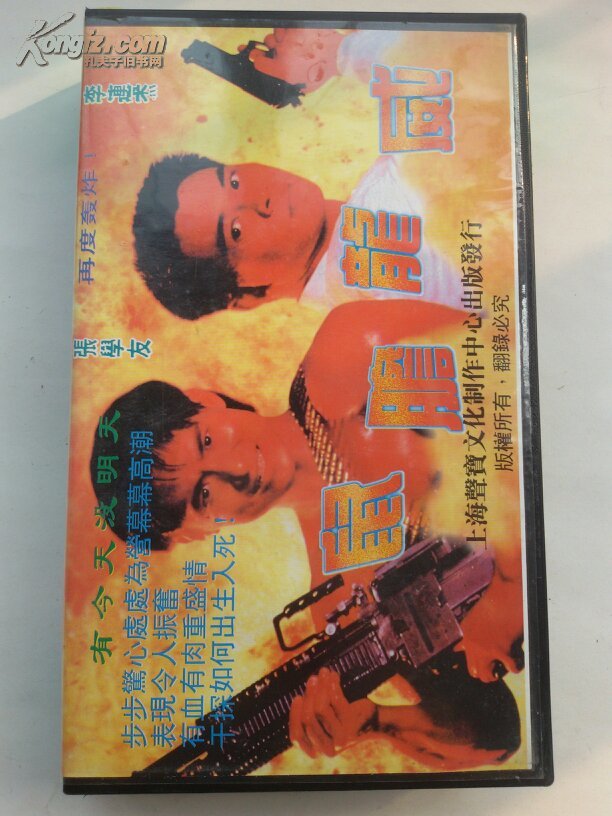 Kongfz.com
孔夫子旧书网
李連杰
再度轟炸！
張學友
有今天没明天
步步驚心處處為營幕幕高潮
表現令人振奮
有血有肉重盛情
干探如何出生入死！
鼠膽龍威
上海聲寶文化制作中心出版發行
版權所有，翻錄必究